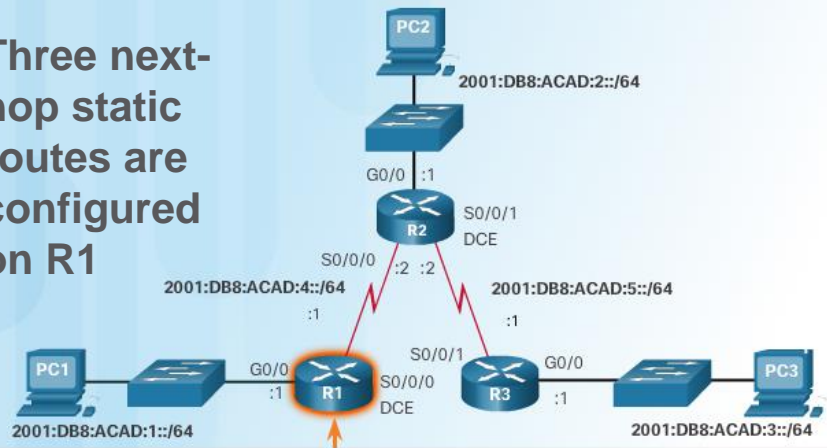 Three next-
hop static
routes are
configured
on R1
PC2
2001:DB8:ACAD:2::/64
G0/0 :1
R2
S0/0/1
DCE
S0/0/0
:2 :2
2001:DB8:ACAD:4::/64
2001:DB8:ACAD:5::/64
:1
:1
PC1
G0/0
:1
R1
S0/0/0
DCE
S0/0/1
R3
G0/0
:1
PC3
2001:DB8:ACAD:1::/64
2001:DB8:ACAD:3::/64